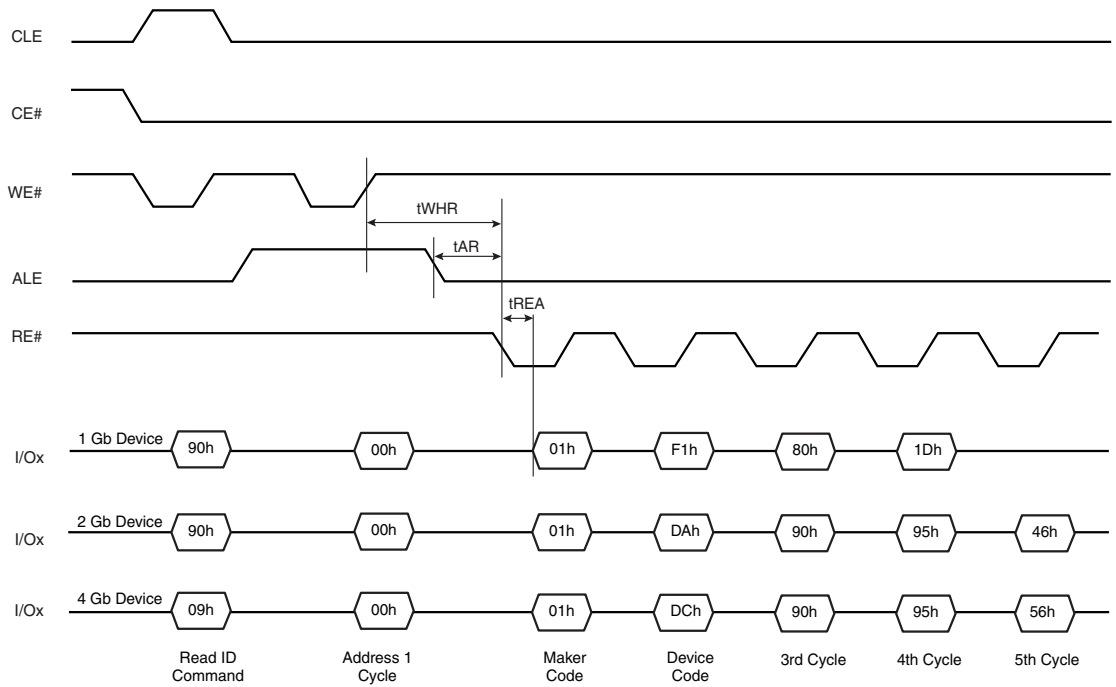 CLE
CE#
WE#
tWHR
tAR
ALE
tREA
RE#
1 Gb Device
I/Ox
90h
00h
01h
F1h
80h
1Dh
2 Gb Device
I/Ox
90h
00h
01h
DAh
90h
95h
46h
4 Gb Device
I/Ox
09h
00h
01h
DCh
90h
95h
56h
Read ID
Command
Address 1
Cycle
Maker
Code
Device
Code
3rd Cycle
4th Cycle
5th Cycle